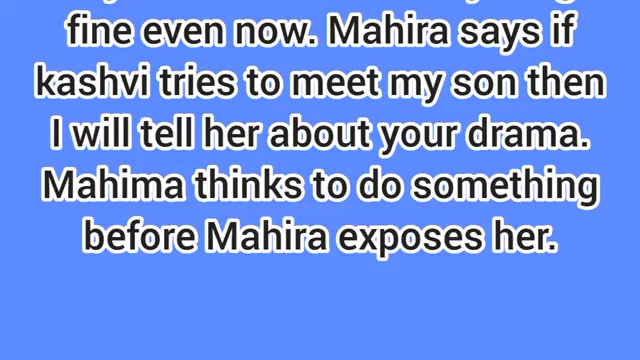 fine even now. Mahira says if
kashvi tries to meet my son then
I will tell her about your drama.
Mahima thinks to do something
before Mahira exposes her.